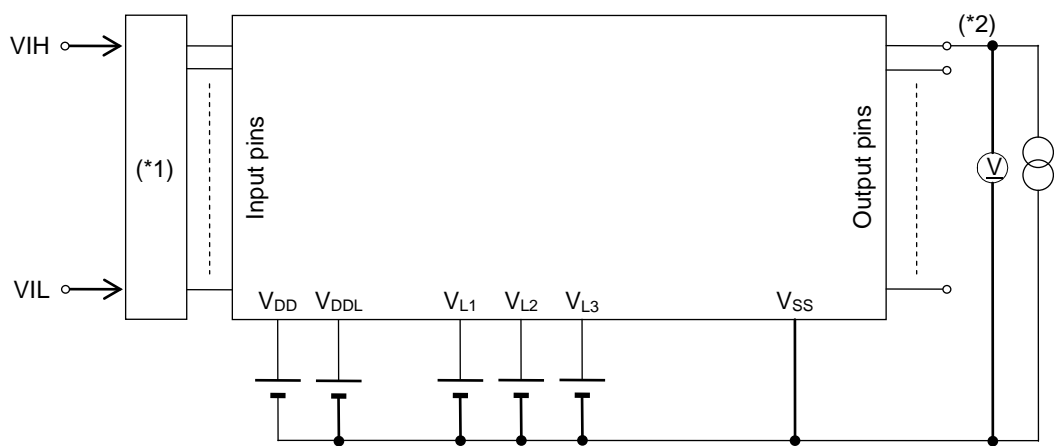 (*2)
VIH
(*1)
Input pins
Output pins
V
VIL
VDD
VDDL
VL1
VL2
VL3
VSS